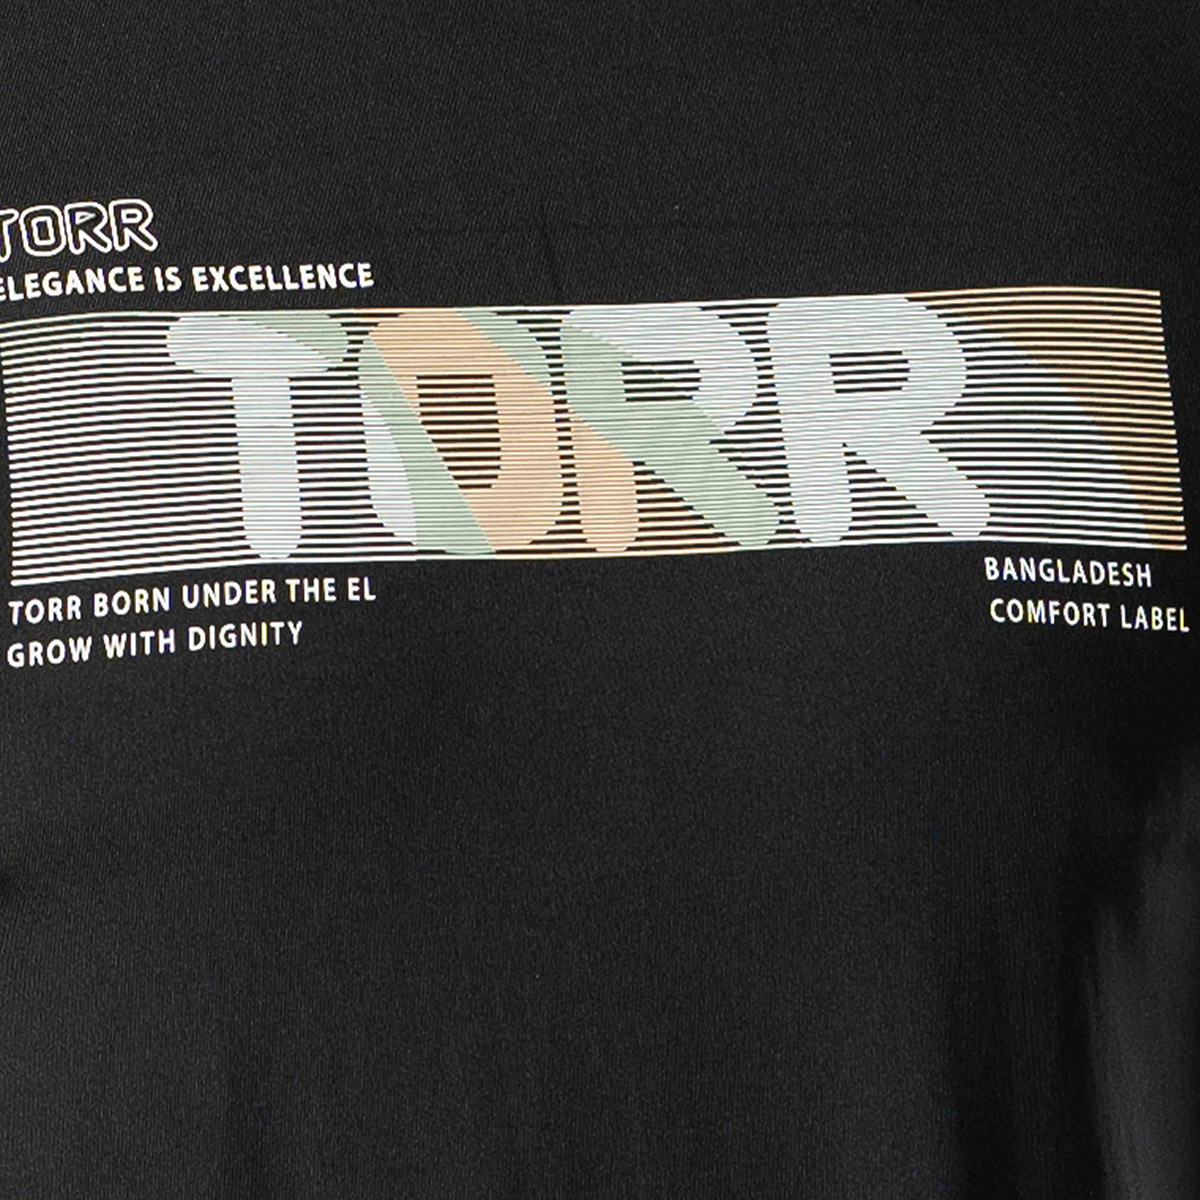 TORR
ELEGANCE IS EXCELLENCE
TORR
TORR BORN UNDER THE EL
GROW WITH DIGNITY
BANGLADESH
COMFORT LABEL